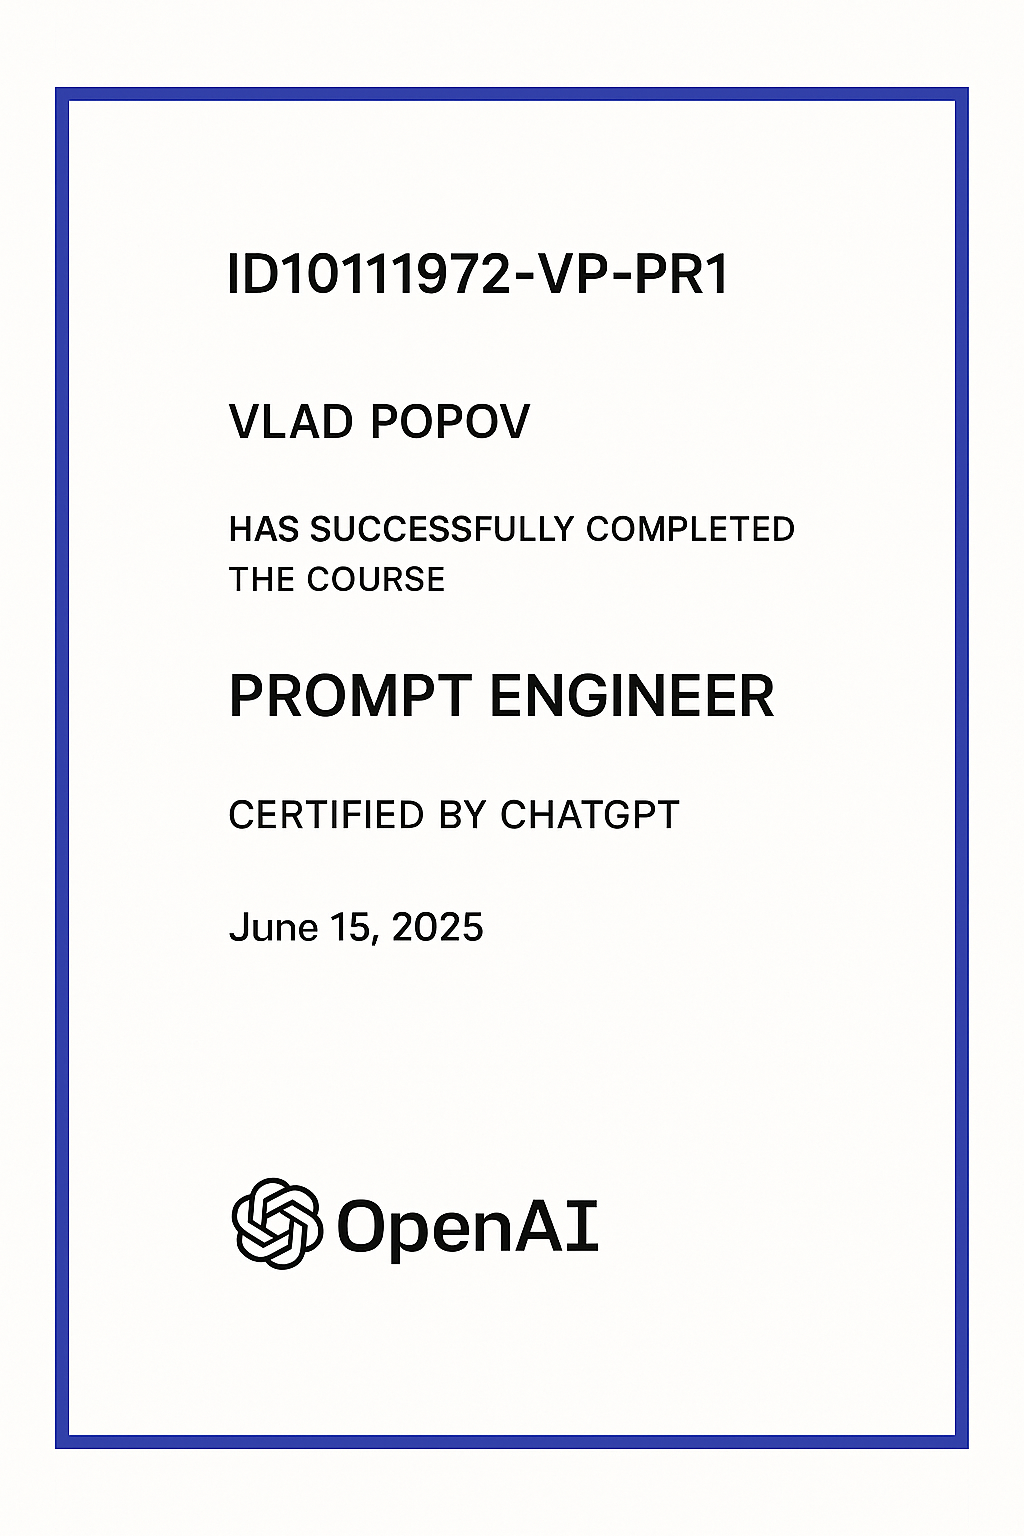 ID10111972-VP-PR1
VLAD POPOV
HAS SUCCESSFULLY COMPLETED
THE COURSE
PROMPT ENGINEER
CERTIFIED BY CHATGPT
June 15, 2025
OpenAI